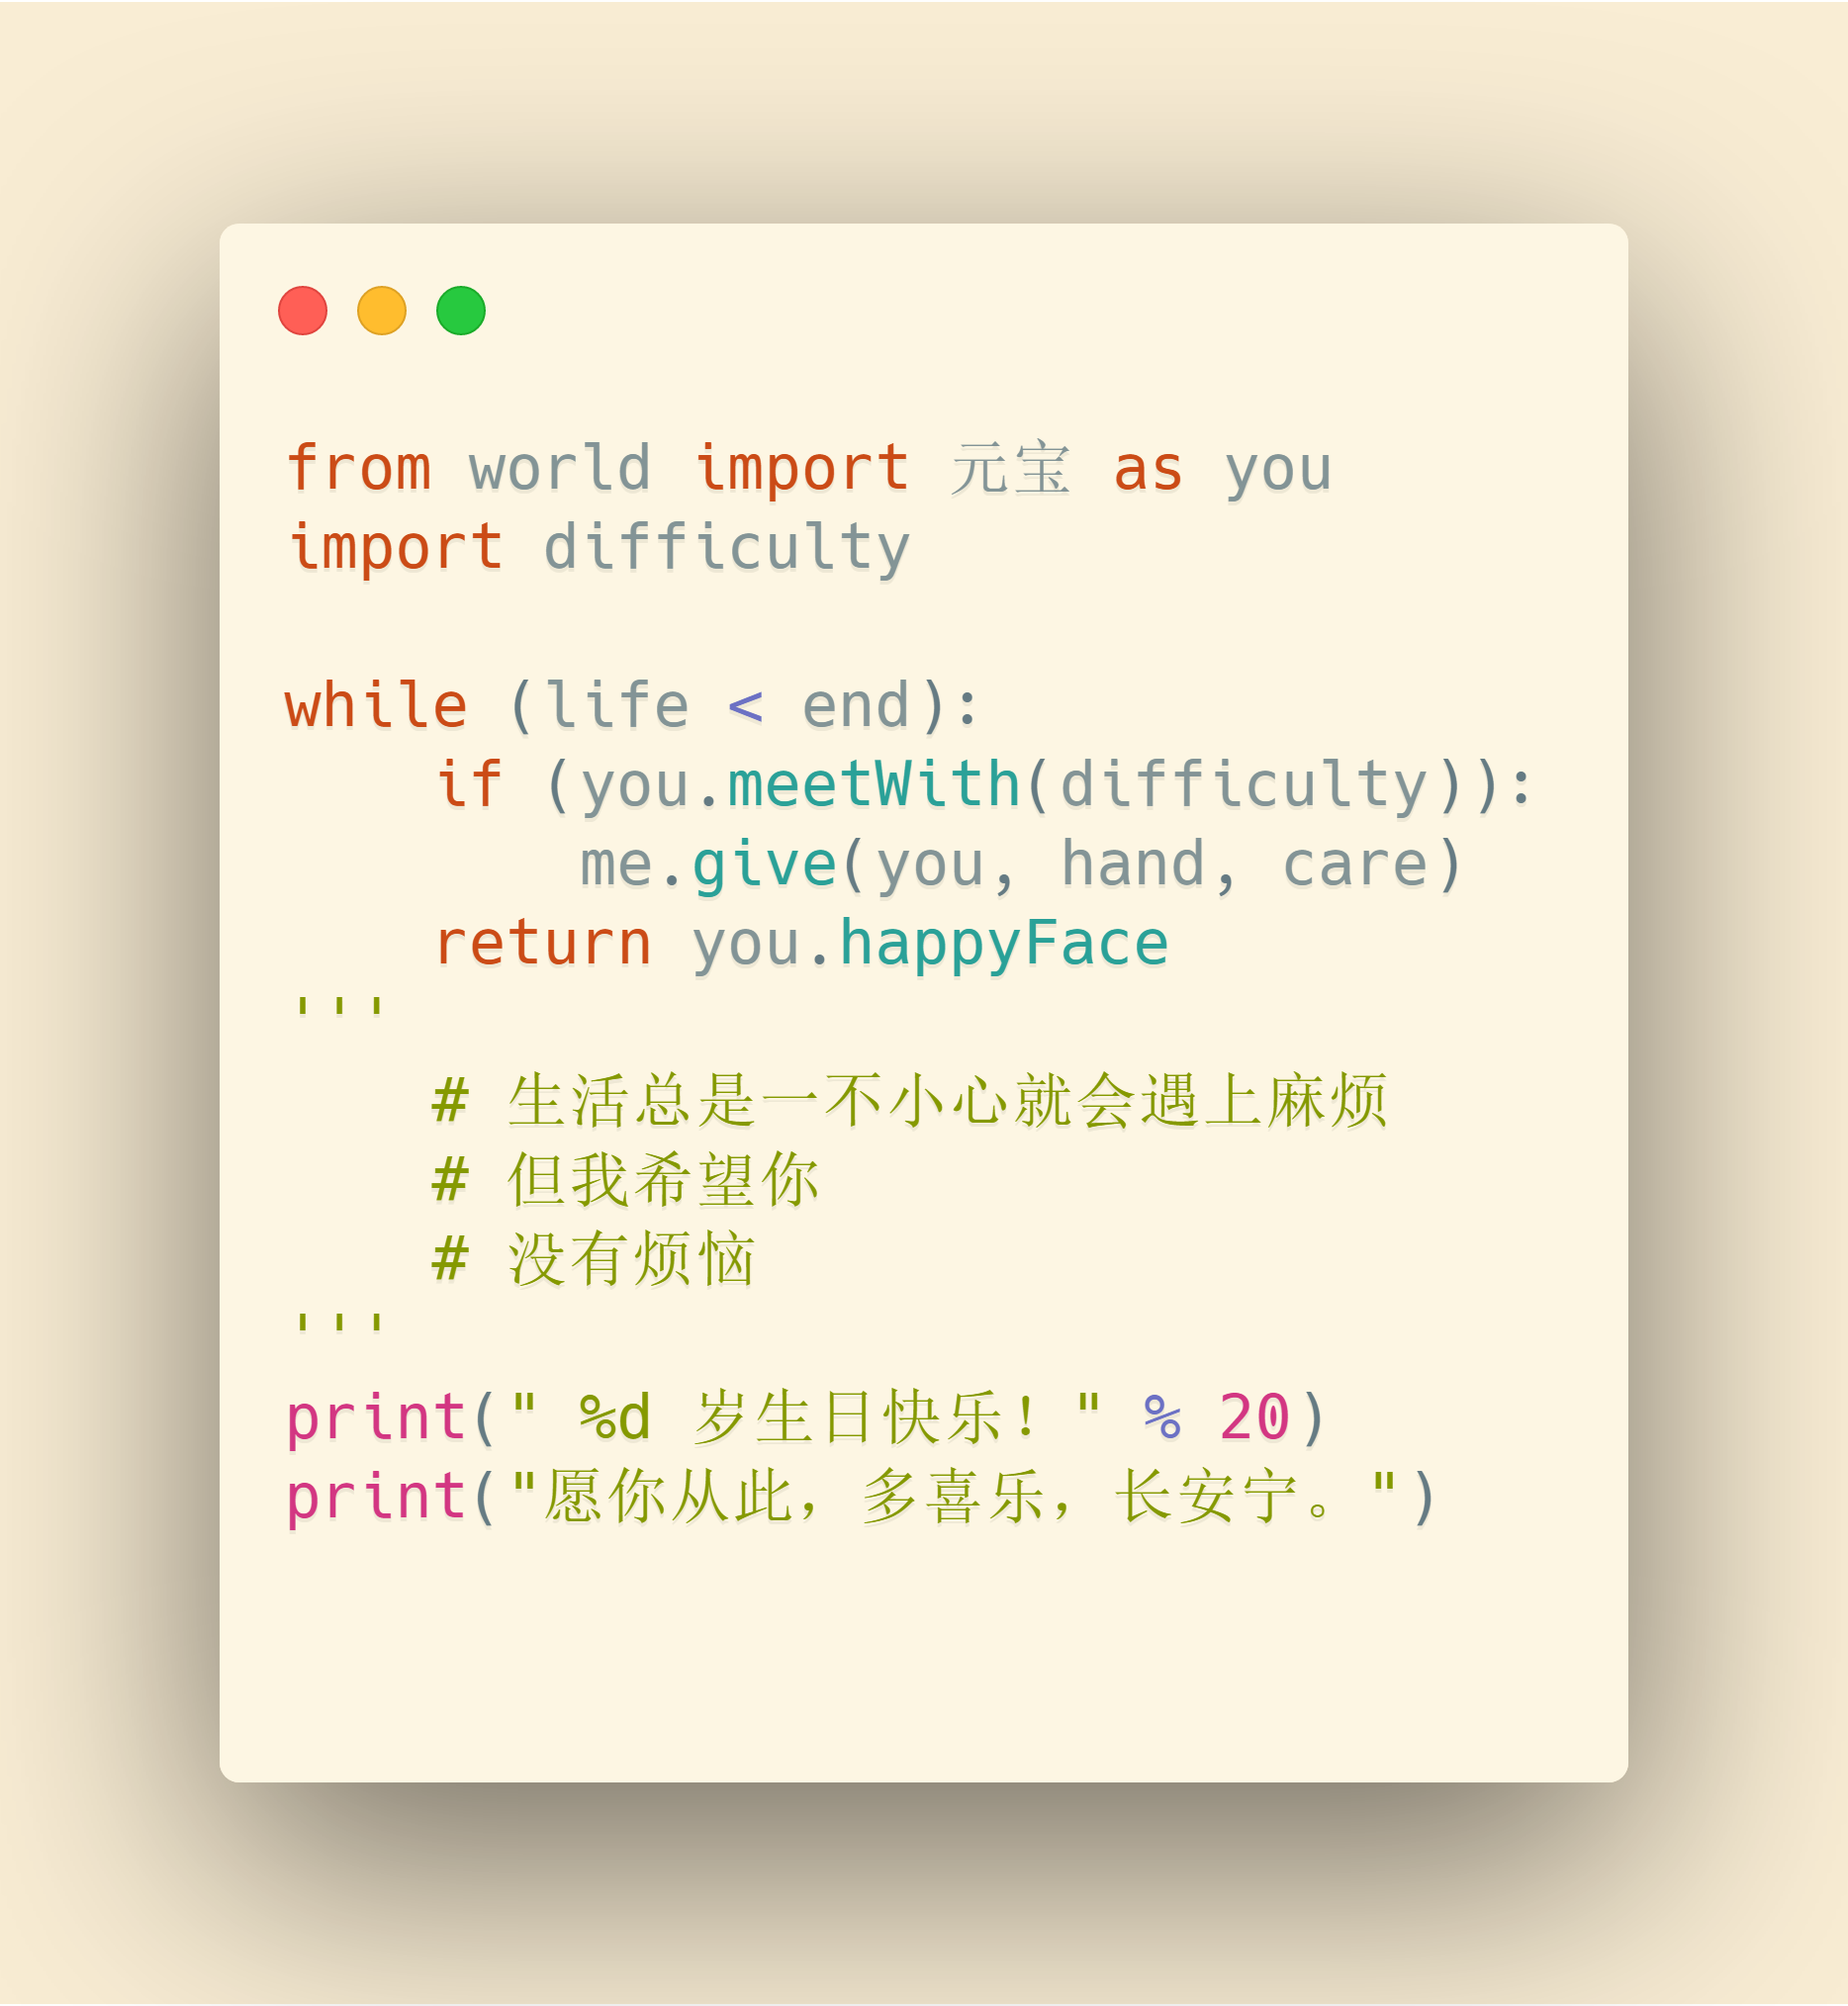 from world import 元宝 as you
import difficulty

while (life < end):
    if (you.meetWith(difficulty)):
        me.give(you, hand, care)
    return you.happyFace
'''
    # 生活总是一不小心就会遇上麻烦
    # 但我希望你
    # 没有烦恼
'''
print(" %d 岁生日快乐！" % 20)
print("愿你从此，多喜乐，长安宁。")